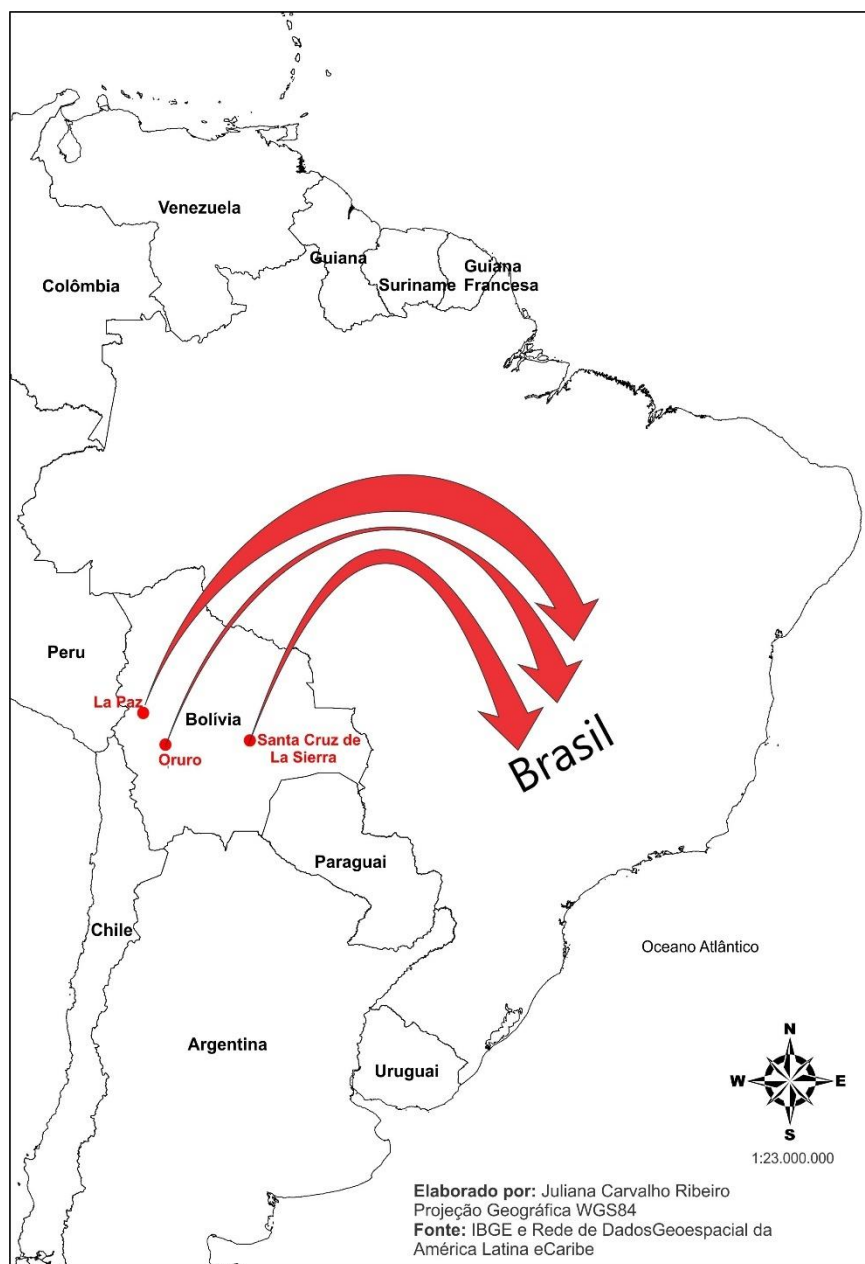 Venezuela
Guiana
Suriname
Guiana
Francesa
Colômbia
Peru
La Paz
Bolívia
Oruro
Santa Cruz de
La Sierra
Brasil
Paraguai
Chile
Oceano Atlântico
Argentina
Uruguai
N
W
E
S
1:23.000.000
Elaborado por: Juliana Carvalho Ribeiro
Projeção Geográfica WGS84
Fonte: IBGE e Rede de DadosGeoespacial da
América Latina eCaribe